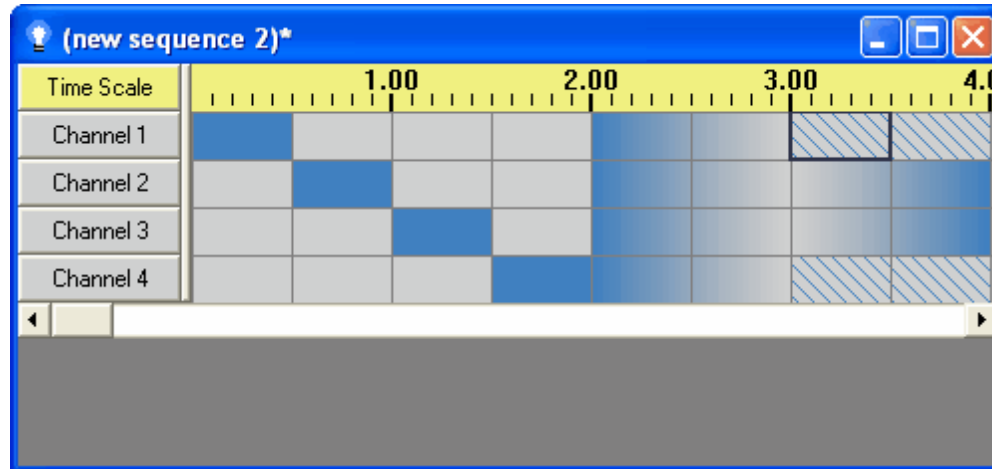 (new sequence 2)*
Time Scale 1.00 2.00 3.00
Channel 1
Channel 2
Channel 3
Channel 4